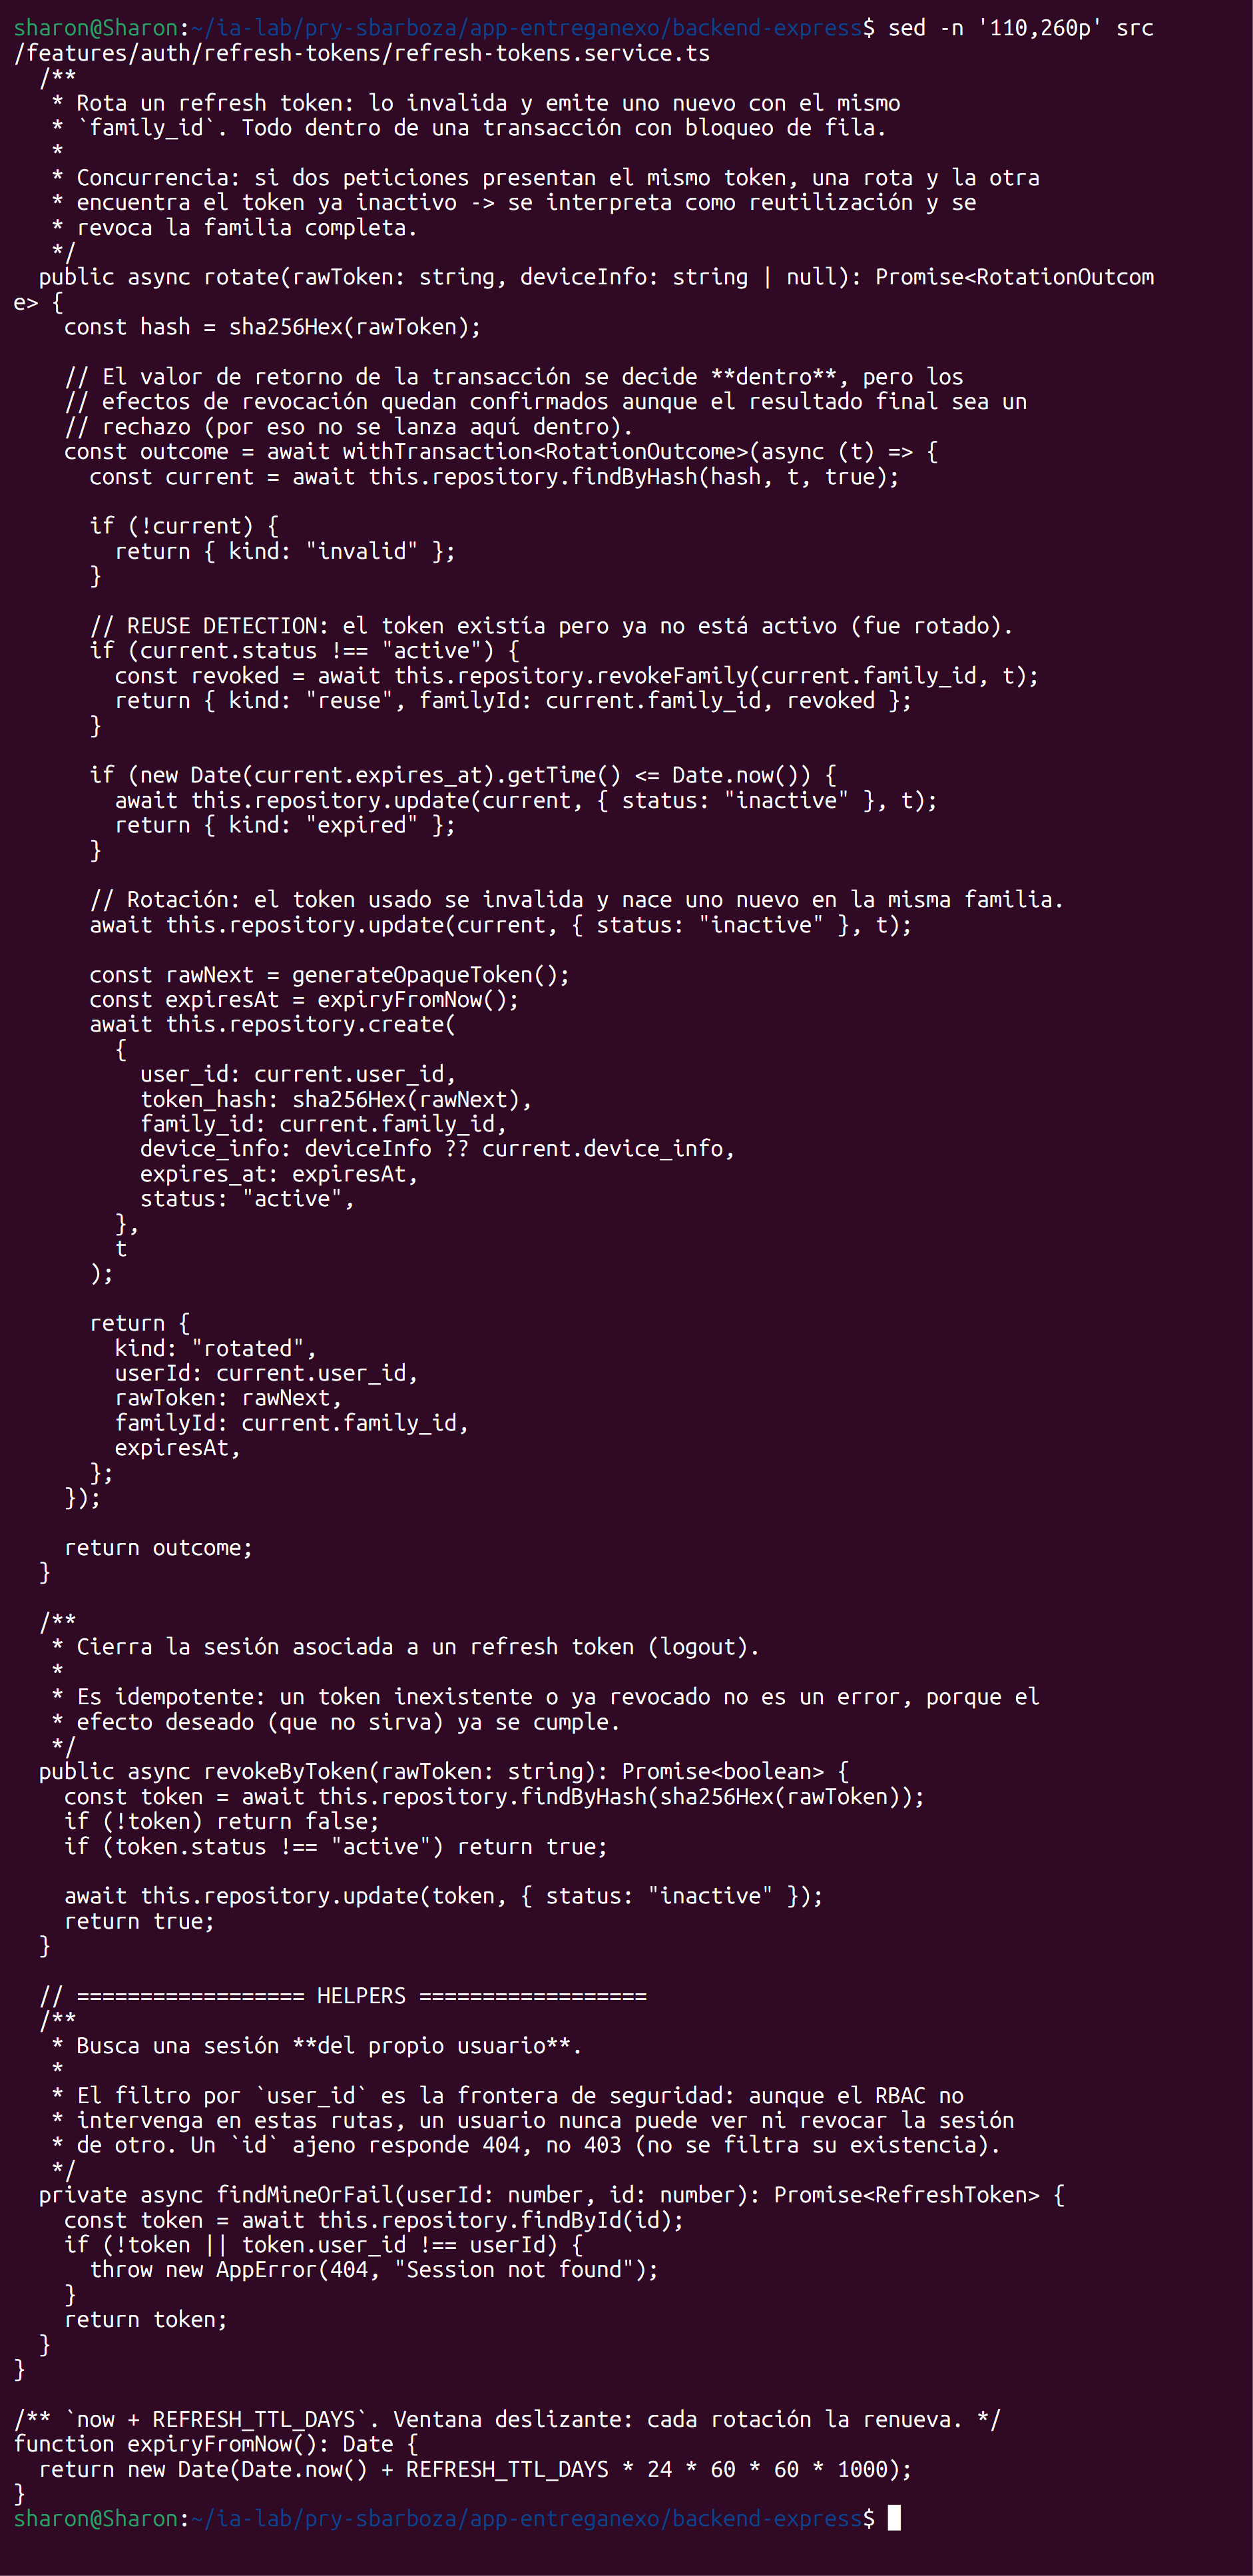 sharon@Sharon:~/ia-lab/pry-sbarboza/app-entreganexo/backend-express$ sed -n '110,260p' src
/features/auth/refresh-tokens/refresh-tokens.service.ts
  /**
   * Rota un refresh token: lo invalida y emite uno nuevo con el mismo
   * `family_id`. Todo dentro de una transacción con bloqueo de fila.
   *
   * Concurrencia: si dos peticiones presentan el mismo token, una rota y la otra
   * encuentra el token ya inactivo -> se interpreta como reutilización y se
   * revoca la familia completa.
   */
  public async rotate(rawToken: string, deviceInfo: string | null): Promise<RotationOutcom
e> {
    const hash = sha256Hex(rawToken);

    // El valor de retorno de la transacción se decide **dentro**, pero los
    // efectos de revocación quedan confirmados aunque el resultado final sea un
    // rechazo (por eso no se lanza aquí dentro).
    const outcome = await withTransaction<RotationOutcome>(async (t) => {
      const current = await this.repository.findByHash(hash, t, true);

      if (!current) {
        return { kind: "invalid" };
      }

      // REUSE DETECTION: el token existía pero ya no está activo (fue rotado).
      if (current.status !== "active") {
        const revoked = await this.repository.revokeFamily(current.family_id, t);
        return { kind: "reuse", familyId: current.family_id, revoked };
      }

      if (new Date(current.expires_at).getTime() <= Date.now()) {
        await this.repository.update(current, { status: "inactive" }, t);
        return { kind: "expired" };
      }

      // Rotación: el token usado se invalida y nace uno nuevo en la misma familia.
      await this.repository.update(current, { status: "inactive" }, t);

      const rawNext = generateOpaqueToken();
      const expiresAt = expiryFromNow();
      await this.repository.create(
        {
          user_id: current.user_id,
          token_hash: sha256Hex(rawNext),
          family_id: current.family_id,
          device_info: deviceInfo ?? current.device_info,
          expires_at: expiresAt,
          status: "active",
        },
        t
      );

      return {
        kind: "rotated",
        userId: current.user_id,
        rawToken: rawNext,
        familyId: current.family_id,
        expiresAt,
      };
    });

    return outcome;
  }

  /**
   * Cierra la sesión asociada a un refresh token (logout).
   *
   * Es idempotente: un token inexistente o ya revocado no es un error, porque el
   * efecto deseado (que no sirva) ya se cumple.
   */
  public async revokeByToken(rawToken: string): Promise<boolean> {
    const token = await this.repository.findByHash(sha256Hex(rawToken));
    if (!token) return false;
    if (token.status !== "active") return true;

    await this.repository.update(token, { status: "inactive" });
    return true;
  }

  // ================== HELPERS ==================
  /**
   * Busca una sesión **del propio usuario**.
   *
   * El filtro por `user_id` es la frontera de seguridad: aunque el RBAC no
   * intervenga en estas rutas, un usuario nunca puede ver ni revocar la sesión
   * de otro. Un `id` ajeno responde 404, no 403 (no se filtra su existencia).
   */
  private async findMineOrFail(userId: number, id: number): Promise<RefreshToken> {
    const token = await this.repository.findById(id);
    if (!token || token.user_id !== userId) {
      throw new AppError(404, "Session not found");
    }
    return token;
  }
}

/** `now + REFRESH_TTL_DAYS`. Ventana deslizante: cada rotación la renueva. */
function expiryFromNow(): Date {
  return new Date(Date.now() + REFRESH_TTL_DAYS * 24 * 60 * 60 * 1000);
}
sharon@Sharon:~/ia-lab/pry-sbarboza/app-entreganexo/backend-express$